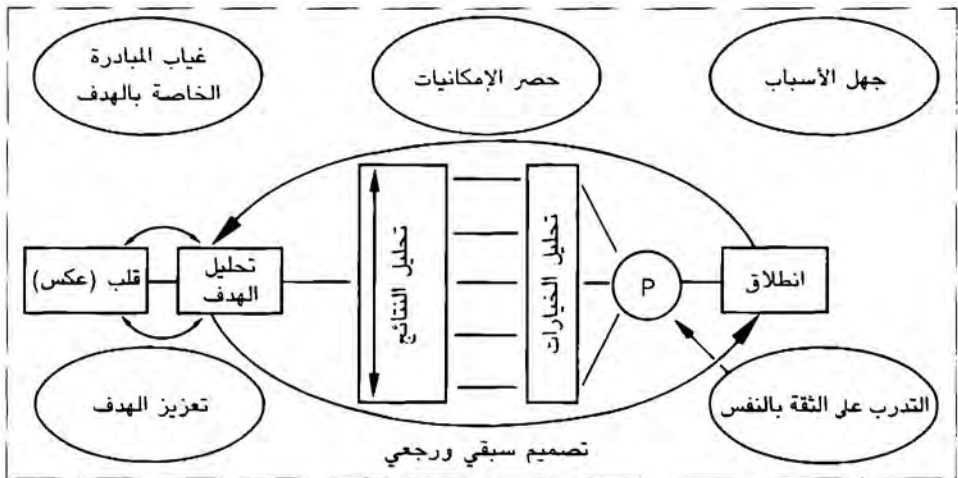 جهل الأسباب
حصر الإمكانيات
غياب المبادرة
الخاصة بالهدف
انطلاق
P
تحليل الخيارات
تحليل النتائج
تحليل
الهدف
قلب (عكس)
التدرب على الثقة بالنفس
تعزيز الهدف
تصميم سبقي ورجعي